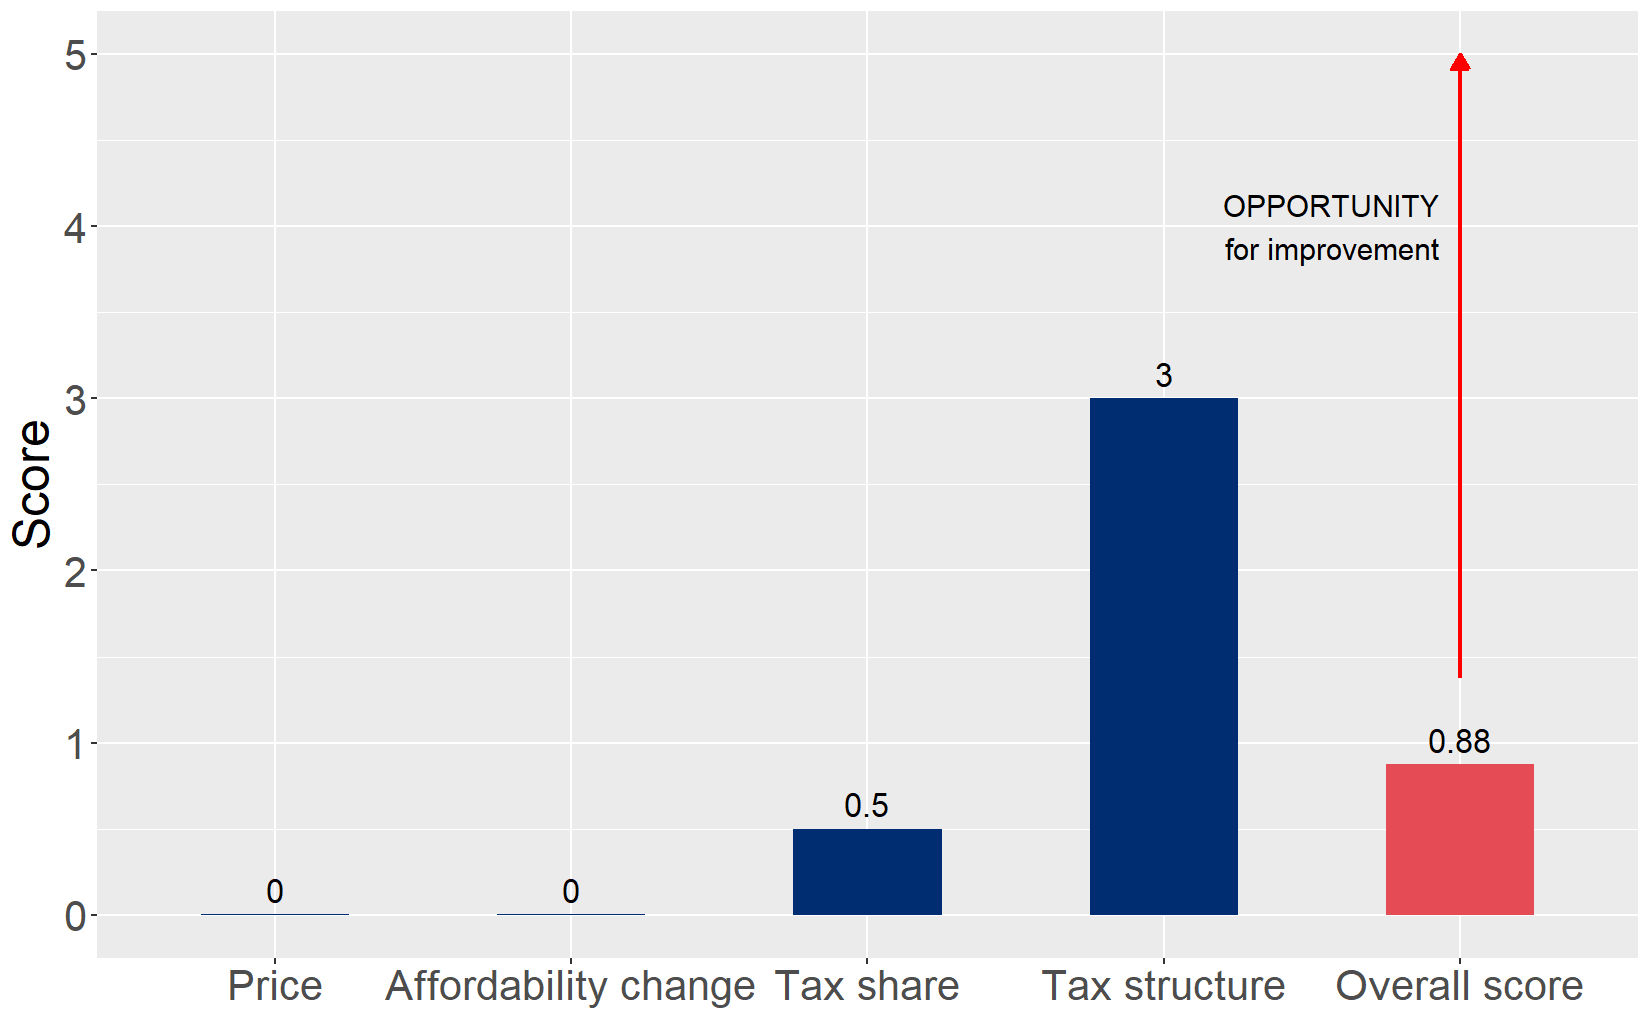 Score
5
4
3
2
1
0
OPPORTUNITY
for improvement
0
0
0.5
3
0.88
Price
Affordability change
Tax share
Tax structure
Overall score